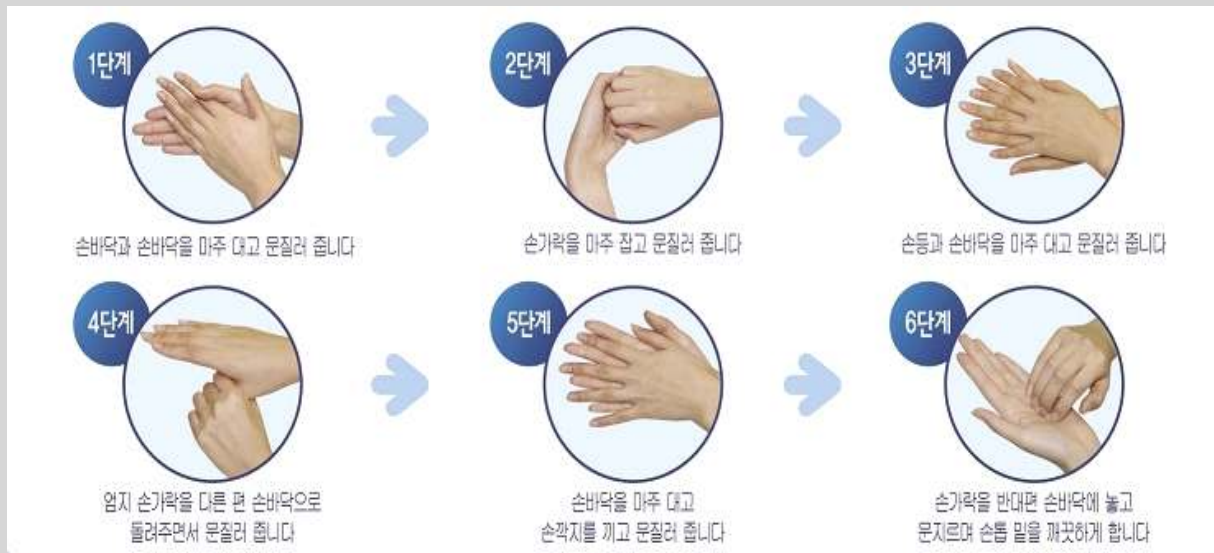 1단계
손바닥과 손바닥을 마주 대고 문질러 줍니다
2단계
손가락을 마주 잡고 문질러 줍니다
3단계
손등과 손바닥을 마주 대고 문질러 줍니다
4단계
엄지 손가락을 다른 편 손바닥으로
돌려주면서 문질러 줍니다
5단계
손바닥을 마주 대고
손깍지를 끼고 문질러 줍니다
6단계
손가락을 반대편 손바닥에 놓고
문지르며 손톱 밑을 깨끗하게 합니다